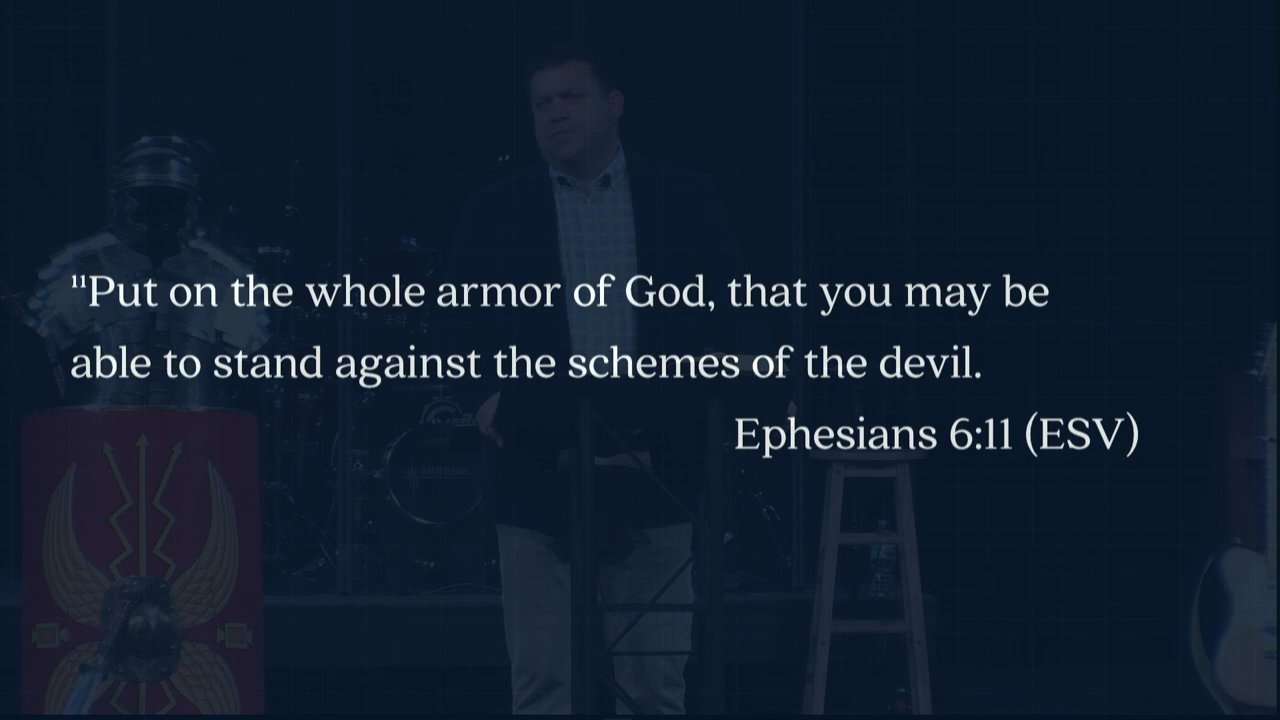 "Put on the whole armor of God, that you may be
able to stand against the schemes of the devil.
Ephesians 6:11 (ESV)